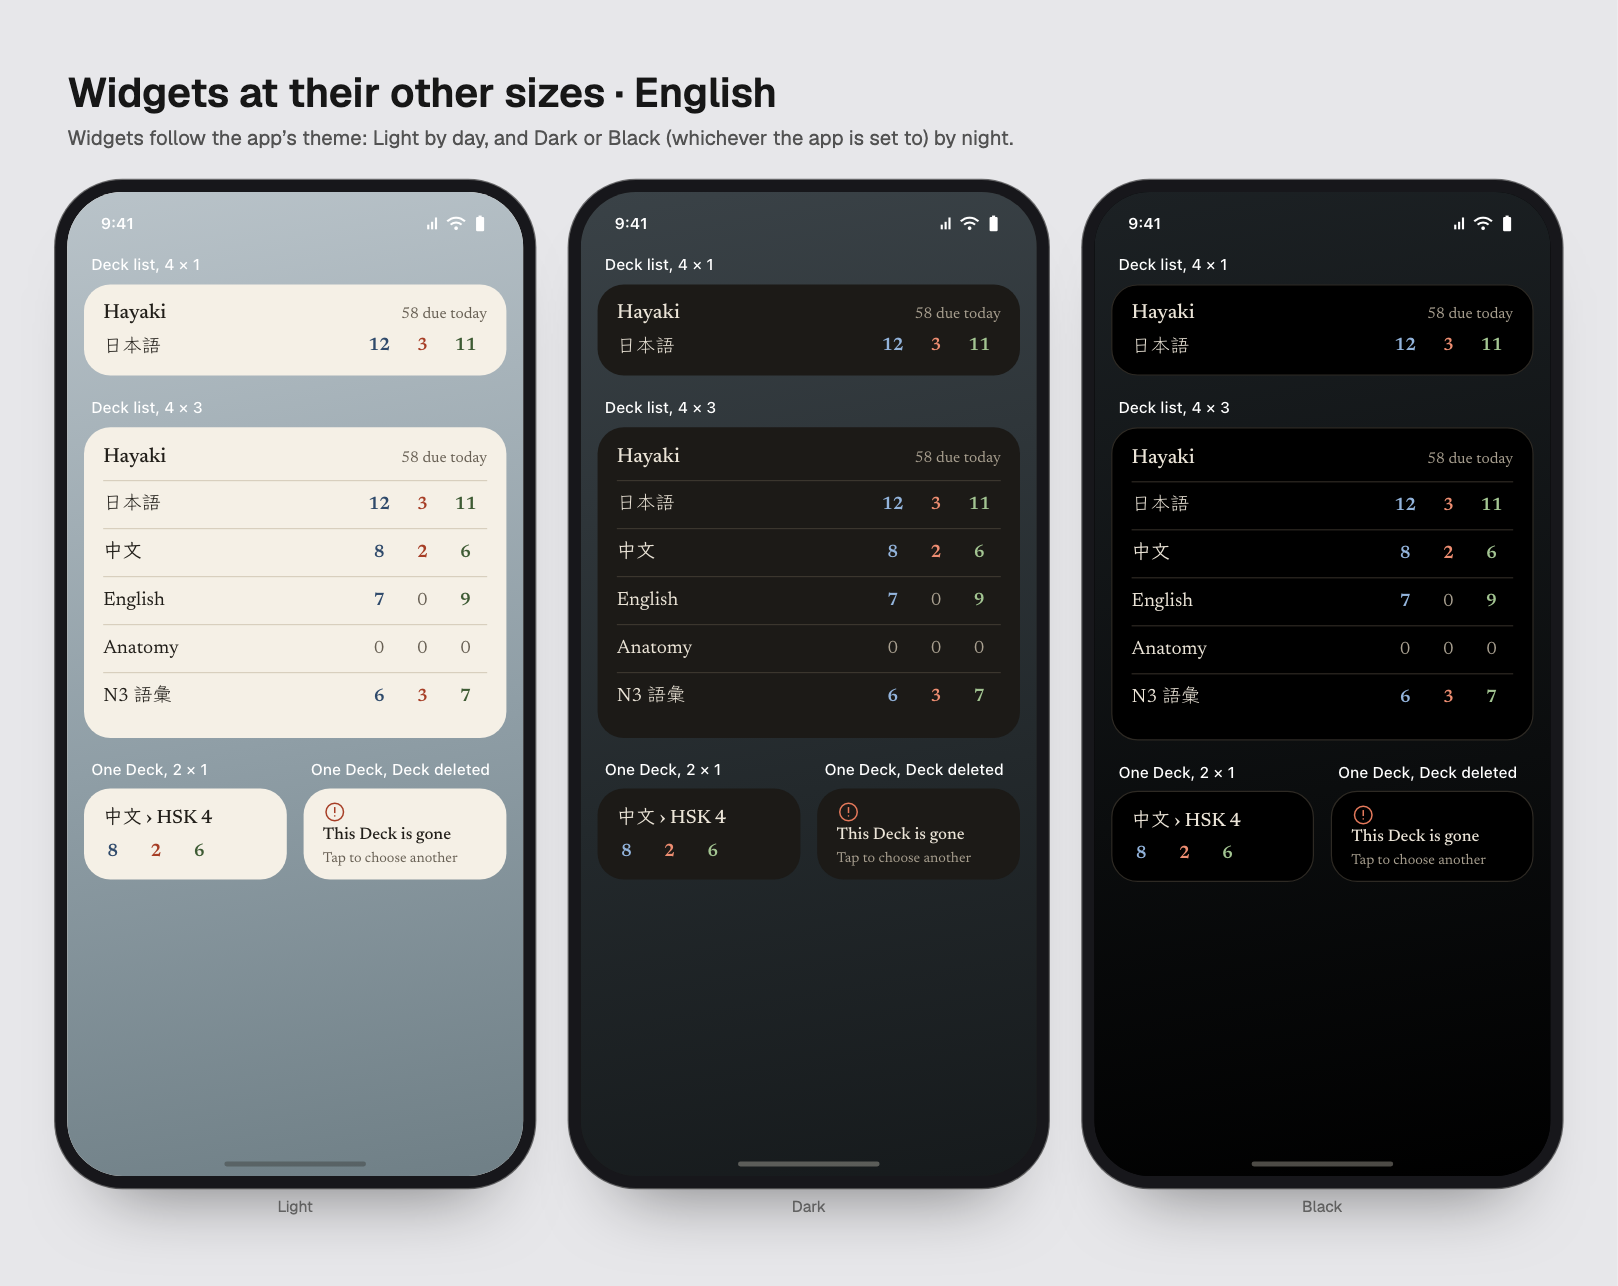 Widgets at their other sizes · English
Widgets follow the app’s theme: Light by day, and Dark or Black (whichever the app is set to) by night.
9:41
Deck list, 4 × 1
Hayaki 58 due today
日本語 12 3 11
Deck list, 4 × 3
Hayaki 58 due today
日本語 12 3 11
中文 8 2 6
English 7 0 9
Anatomy 0 0 0
N3 語彙 6 3 7
One Deck, 2 × 1
中文 › HSK 4
8 2 6
One Deck, Deck deleted
This Deck is gone
Tap to choose another
Light
9:41
Deck list, 4 × 1
Hayaki 58 due today
日本語 12 3 11
Deck list, 4 × 3
Hayaki 58 due today
日本語 12 3 11
中文 8 2 6
English 7 0 9
Anatomy 0 0 0
N3 語彙 6 3 7
One Deck, 2 × 1
中文 › HSK 4
8 2 6
One Deck, Deck deleted
This Deck is gone
Tap to choose another
Dark
9:41
Deck list, 4 × 1
Hayaki 58 due today
日本語 12 3 11
Deck list, 4 × 3
Hayaki 58 due today
日本語 12 3 11
中文 8 2 6
English 7 0 9
Anatomy 0 0 0
N3 語彙 6 3 7
One Deck, 2 × 1
中文 › HSK 4
8 2 6
One Deck, Deck deleted
This Deck is gone
Tap to choose another
Black